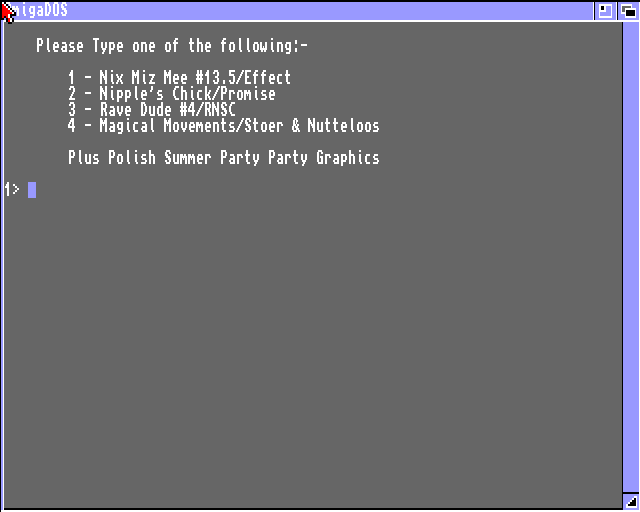 AmigaDOS
Please Type one of the following:-
1 - Nix Miz Mee #13.5/Effect
2 - Nipple's Chick/Promise
3 - Rave Dude #4/RNSC
4 - Magical Movements/Stoer & Nutteloos
Plus Polish Summer Party Party Graphics
1>